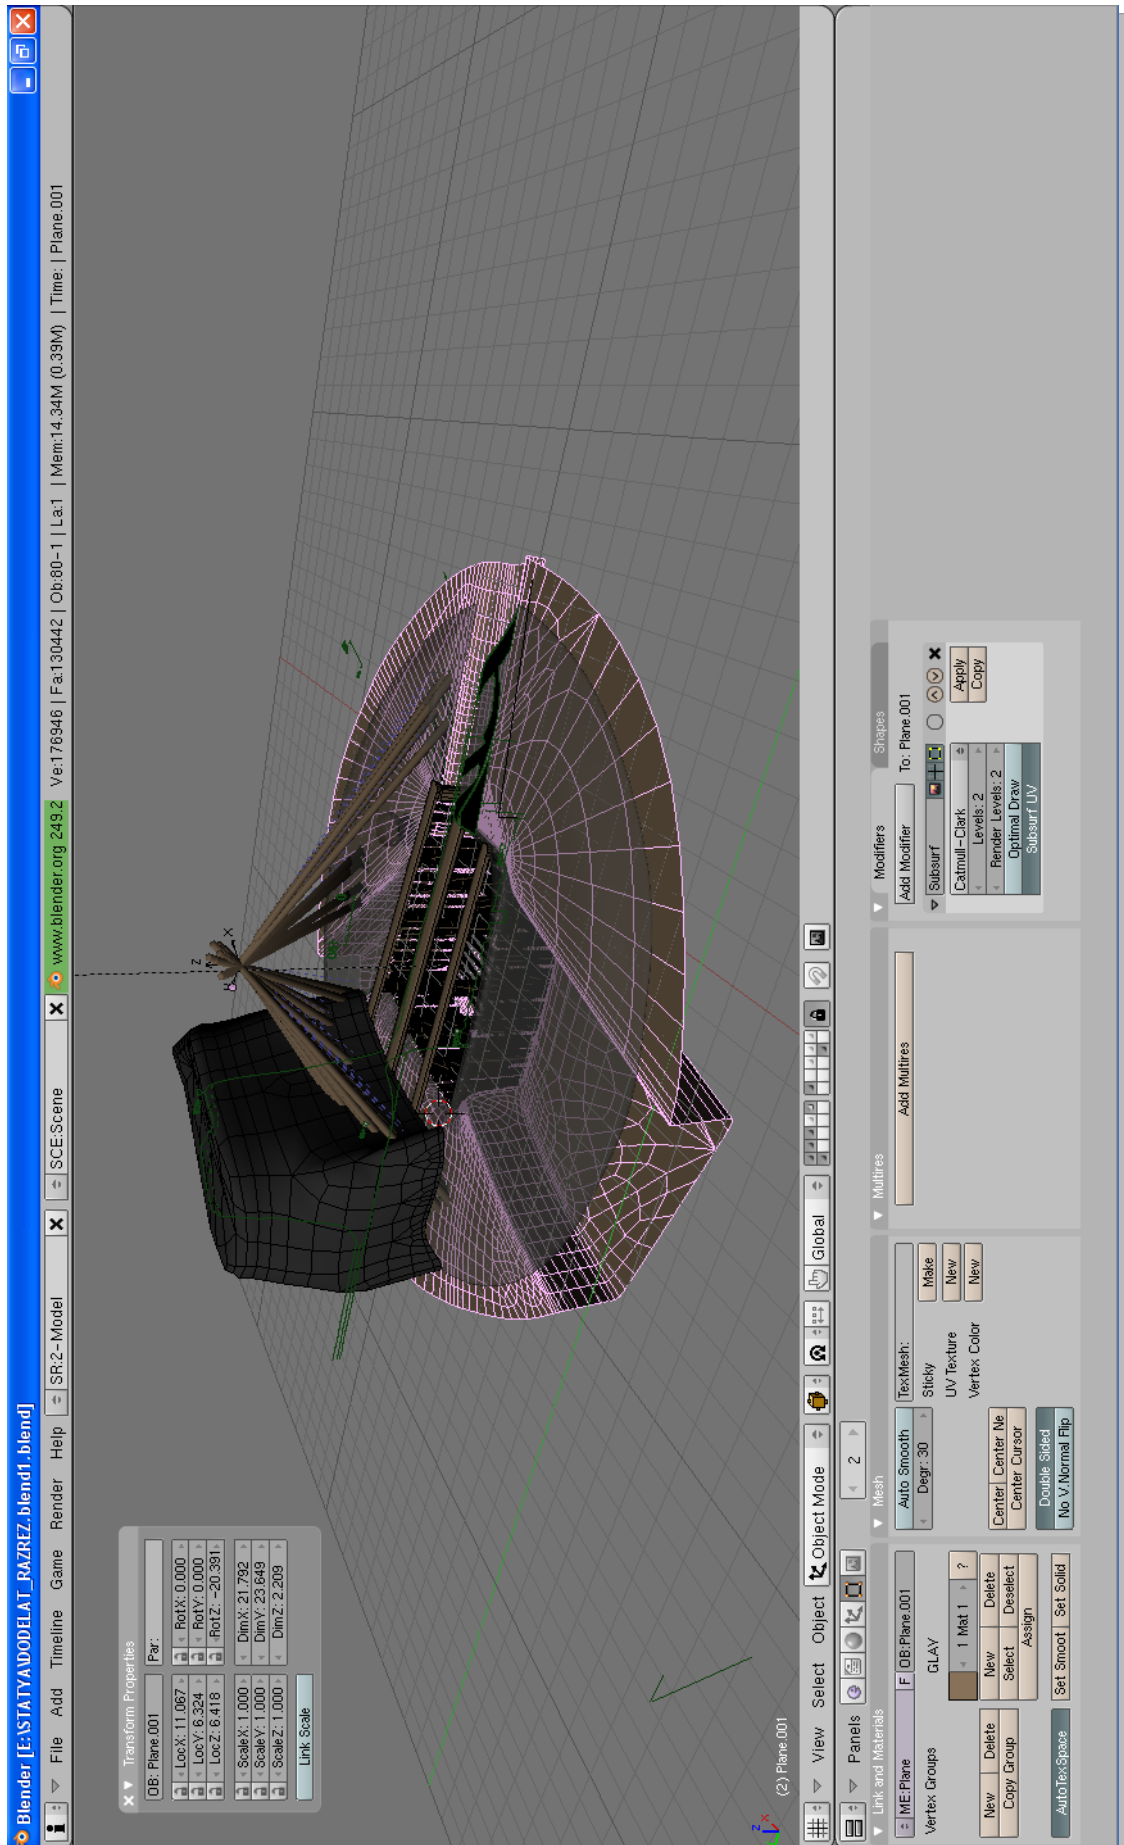 Blender [E:\STATYA\DODELAT_RAZREZ.blend1.blend]
File Add Timeline Game Render Help SR:2-Model SCE:Scene www.blender.org 249.2 Ve:176946 | Fa:130442 | Ob:80-1 | La:1 | Mem:14.34M (0.39M) | Time: | Plane.001
Transform Properties
OB: Plane.001 Par:
LocX: 11.067 RotX: 0.000
LocY: 6.324 RotY: 0.000
LocZ: 6.418 RotZ: -20.391
ScaleX: 1.000 DimX: 21.792
ScaleY: 1.000 DimY: 23.649
ScaleZ: 1.000 DimZ: 2.209
Link Scale
Z
X
(2) Plane.001
z
x
View Select Object Object Mode Global
Panels 2
Link and Materials
ME:Plane F OB:Plane.001
Vertex Groups GLAY
1 Mat 1 ?
New Delete New Delete
Copy Group Select Deselect
Assign
AutoTexSpace Set Smoot Set Solid
Mesh
Auto Smooth TexMesh:
Degr: 30 Sticky Make
UV Texture New
Vertex Color New
Center Center Ne
Center Cursor
Double Sided
No V.Normal Flip
Multires
Add Multires
Modifiers Shapes
Add Modifier To: Plane.001
Subsurf
Catmull-Clark Apply
Levels: 2 Copy
Render Levels: 2
Optimal Draw
Subsurf UV